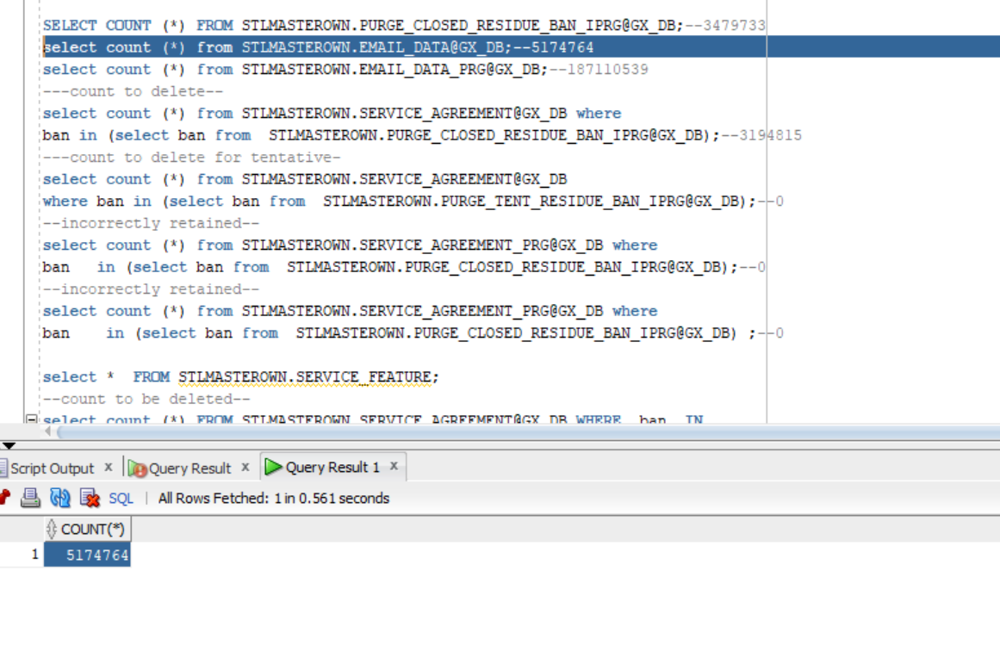 SELECT COUNT (*) FROM STLMASTEROWN.PURGE_CLOSED_RESIDUE_BAN_IPRG@GX_DB;--3479733
select count (*) from STLMASTEROWN.EMAIL_DATA@GX_DB;--5174764
select count (*) from STLMASTEROWN.EMAIL_DATA_PRG@GX_DB;--187110539
---count to delete--
select count (*) from STLMASTEROWN.SERVICE_AGREEMENT@GX_DB where
ban in (select ban from  STLMASTEROWN.PURGE_CLOSED_RESIDUE_BAN_IPRG@GX_DB);--3194815
---count to delete for tentative-
select count (*) from STLMASTEROWN.SERVICE_AGREEMENT@GX_DB
where ban in (select ban from  STLMASTEROWN.PURGE_TENT_RESIDUE_BAN_IPRG@GX_DB);--0
--incorrectly retained--
select count (*) from STLMASTEROWN.SERVICE_AGREEMENT_PRG@GX_DB where
ban   in (select ban from  STLMASTEROWN.PURGE_CLOSED_RESIDUE_BAN_IPRG@GX_DB);--0
--incorrectly retained--
select count (*) from STLMASTEROWN.SERVICE_AGREEMENT_PRG@GX_DB where
ban    in (select ban from  STLMASTEROWN.PURGE_CLOSED_RESIDUE_BAN_IPRG@GX_DB) ;--0
select *  FROM STLMASTEROWN.SERVICE_FEATURE;
--count to be deleted--
select count (*) FROM STLMASTEROWN.SERVICE_AGREEMENT@GX_DB WHERE  ban  IN
Script Output x Query Result x Query Result 1 x
SQL | All Rows Fetched: 1 in 0.561 seconds
COUNT(*)
1 5174764